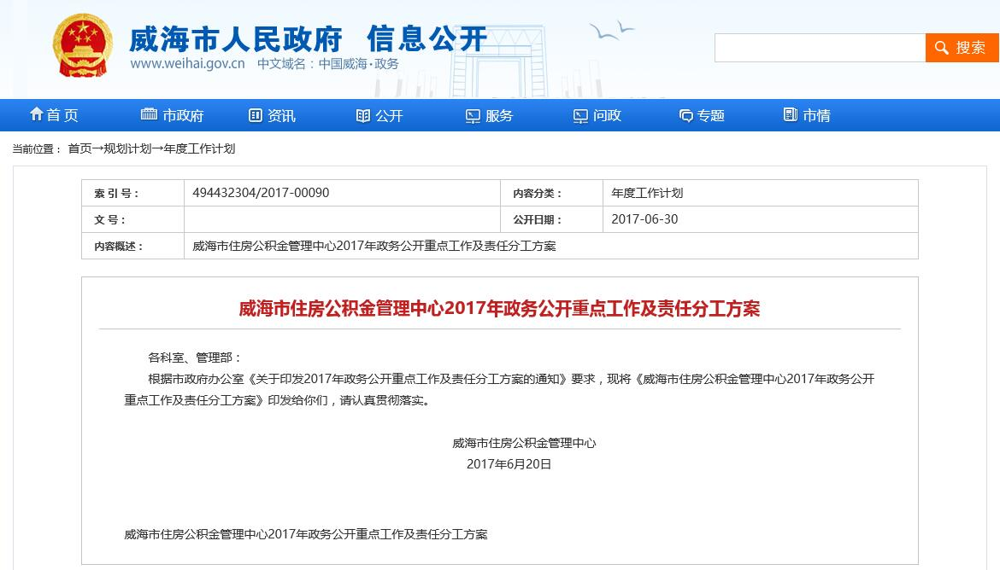 威海市人民政府 信息公开
www.weihai.gov.cn 中文域名：中国威海·政务
搜索
首 页 市政府 资讯 公开 服务 问政 专题 市情
当前位置： 首页→规划计划→年度工作计划
索 引 号： 494432304/2017-00090 内容分类： 年度工作计划
文 号： 公开日期： 2017-06-30
内容概述： 威海市住房公积金管理中心2017年政务公开重点工作及责任分工方案
威海市住房公积金管理中心2017年政务公开重点工作及责任分工方案
各科室、管理部：
根据市政府办公室《关于印发2017年政务公开重点工作及责任分工方案的通知》要求，现将《威海市住房公积金管理中心2017年政务公开
重点工作及责任分工方案》印发给你们，请认真贯彻落实。
威海市住房公积金管理中心
2017年6月20日
威海市住房公积金管理中心2017年政务公开重点工作及责任分工方案